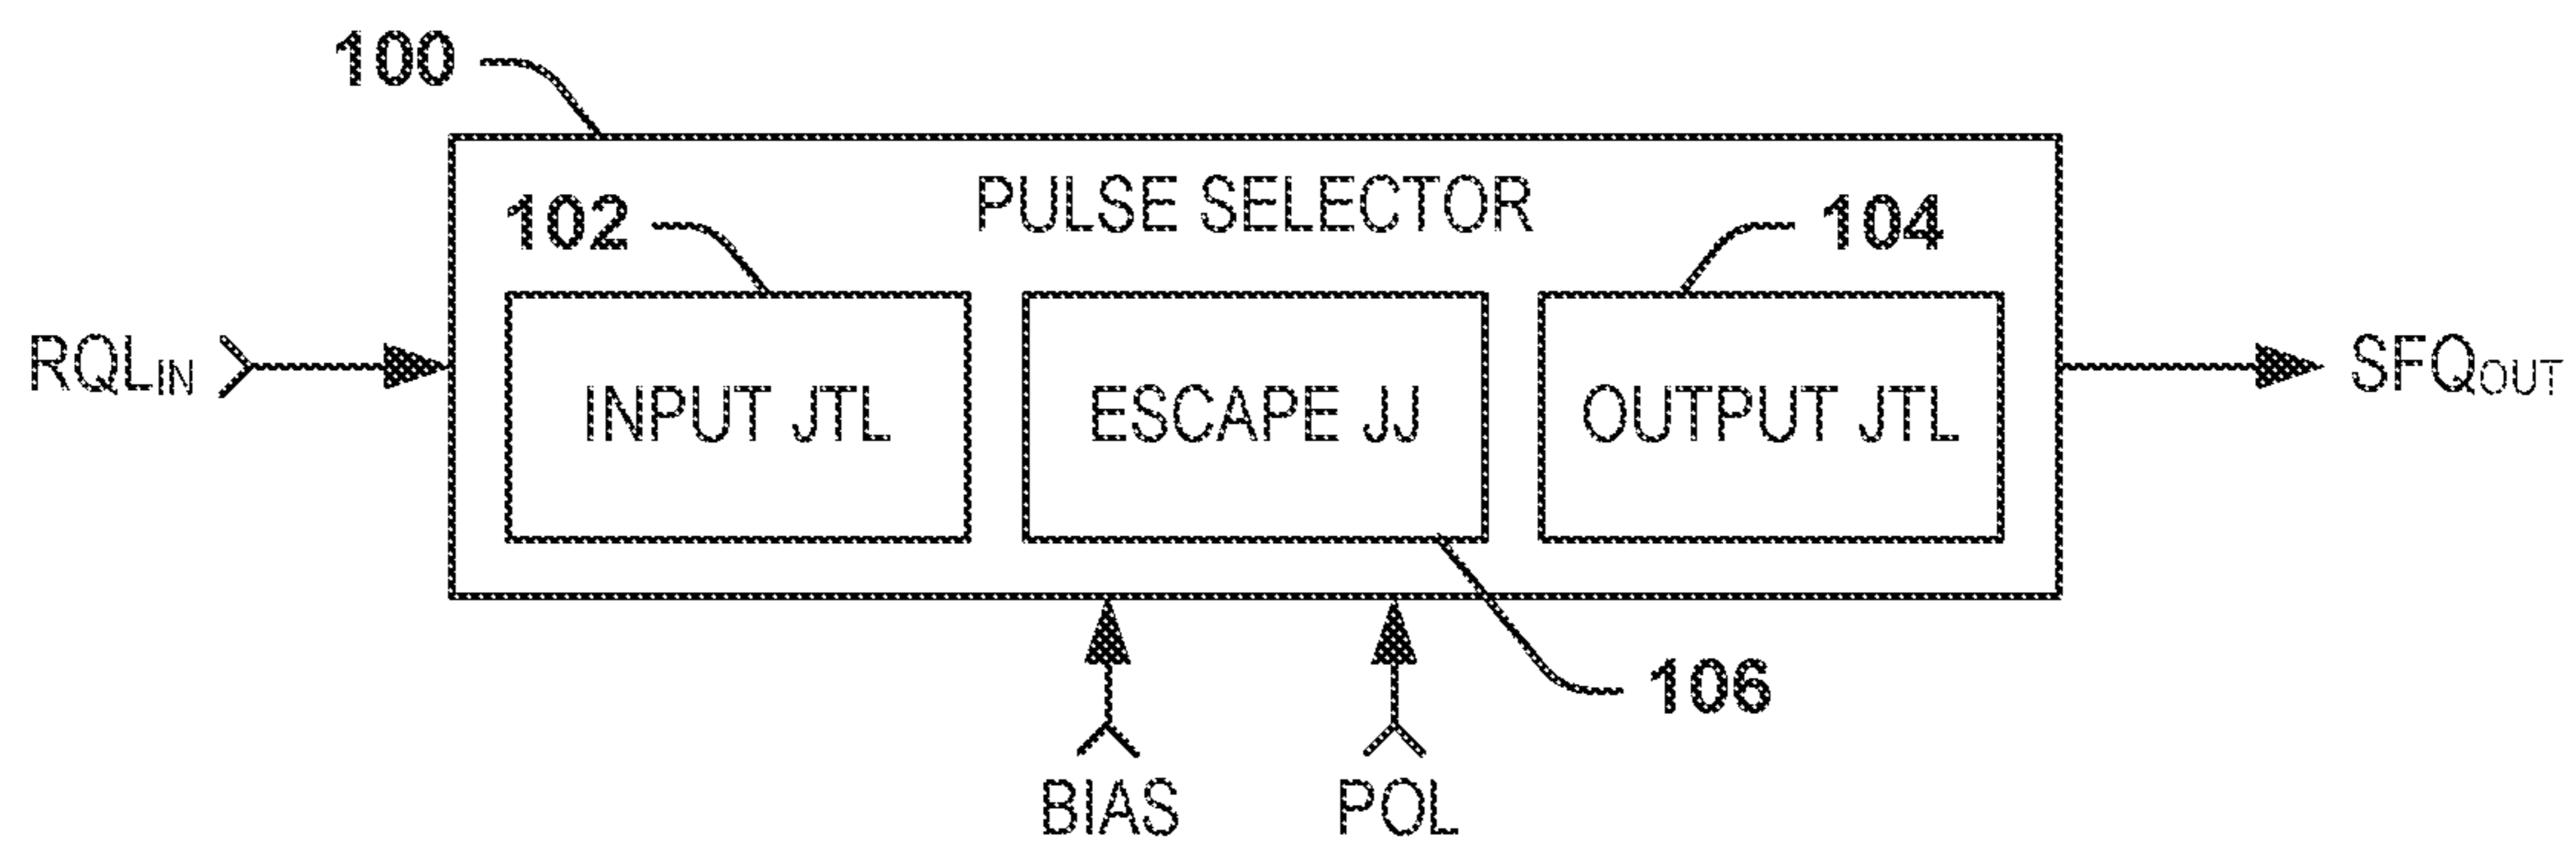 100
PULSE SELECTOR
102
104
RQLIN
INPUT JTL
ESCAPE JJ
OUTPUT JTL
SFQOUT
106
BIAS
POL